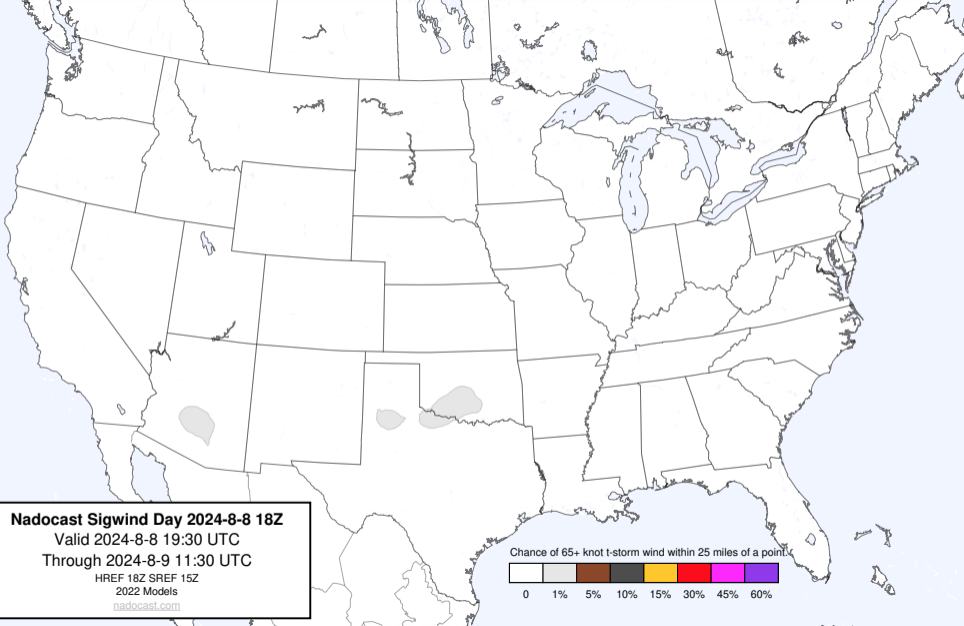 Nadocast Sigwind Day 2024-8-8 18Z
Valid 2024-8-8 19:30 UTC
Through 2024-8-9 11:30 UTC
HREF 18Z SREF 15Z
2022 Models
nadocast.com
Chance of 65+ knot t-storm wind within 25 miles of a point.
0 1% 5% 10% 15% 30% 45% 60%